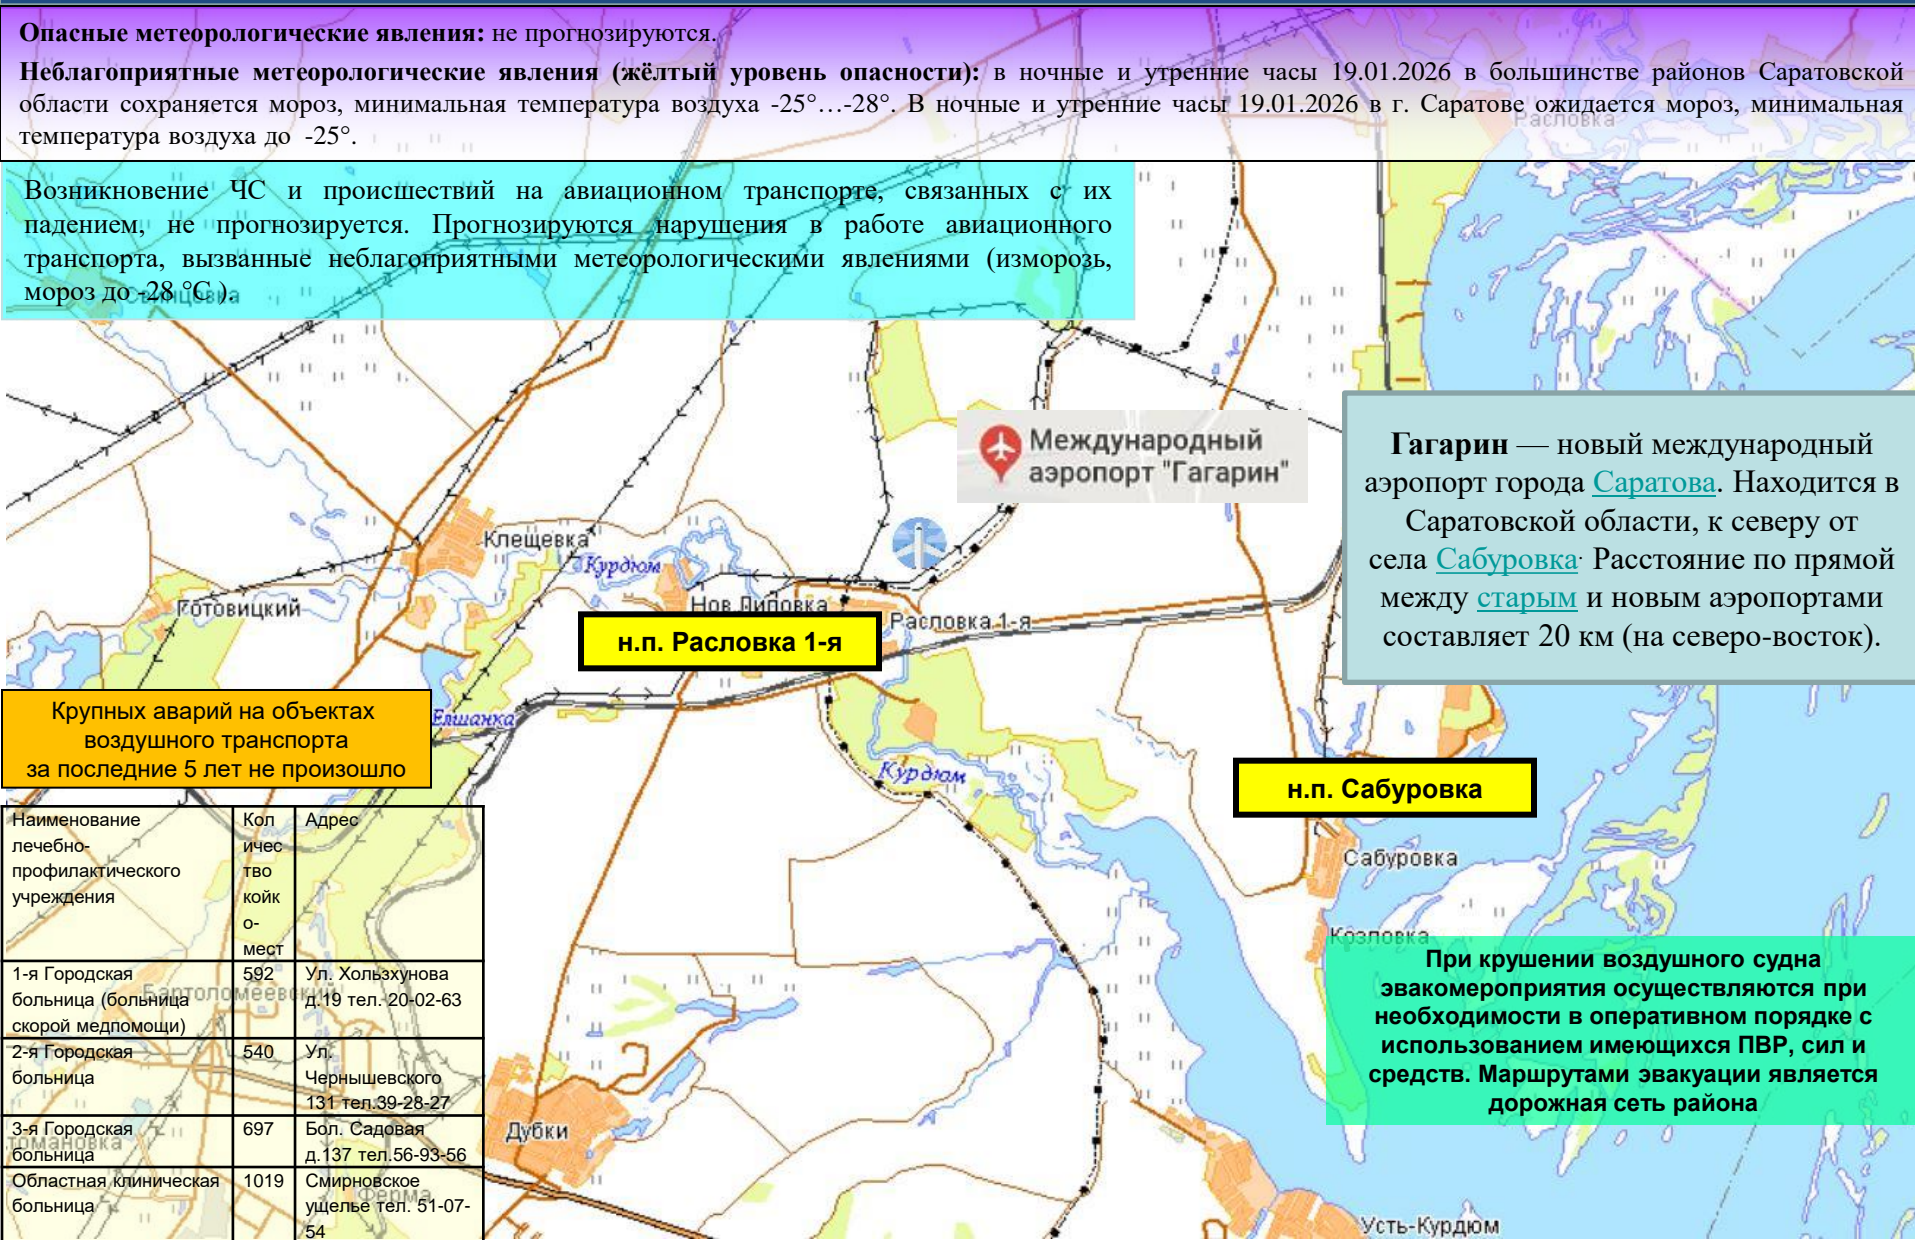 Опасные метеорологические явления: не прогнозируются.
Неблагоприятные метеорологические явления (жёлтый уровень опасности): в ночные и утренние часы 19.01.2026 в большинстве районов Саратовской
области сохраняется мороз, минимальная температура воздуха -25°…-28°. В ночные и утренние часы 19.01.2026 в г. Саратове ожидается мороз, минимальная
температура воздуха до -25°.
Расловка
Возникновение ЧС и происшествий на авиационном транспорте, связанных с их
падением, не прогнозируется. Прогнозируются нарушения в работе авиационного
транспорта, вызванные неблагоприятными метеорологическими явлениями (изморозь,
мороз до -28 °С ).
Международный
аэропорт "Гагарин"
Гагарин — новый международный
аэропорт города Саратова. Находится в
Саратовской области, к северу от
села Сабуровка. Расстояние по прямой
между старым и новым аэропортами
составляет 20 км (на северо-восток).
Клещевка
Курдюм
Готовицкий
Нов.Липовка
Расловка 1-я
н.п. Расловка 1-я
Елшанка
Крупных аварий на объектах
воздушного транспорта
за последние 5 лет не произошло
Курдюм
н.п. Сабуровка
Сабуровка
Козловка
При крушении воздушного судна
эвакомероприятия осуществляются при
необходимости в оперативном порядке с
использованием имеющихся ПВР, сил и
средств. Маршрутами эвакуации является
дорожная сеть района
Наименование
лечебно-
профилактического
учреждения
Кол
ичес
тво
койк
о-
мест
Адрес
1-я Городская
больница (больница
скорой медпомощи)
592
Ул. Хользхунова
д.19 тел. 20-02-63
2-я Городская
больница
540
Ул.
Чернышевского
131 тел.39-28-27
3-я Городская
больница
697
Бол. Садовая
д.137 тел.56-93-56
Областная клиническая
больница
1019
Смирновское
ущелье тел. 51-07-
54
Ферма
Дубки
Усть-Курдюм